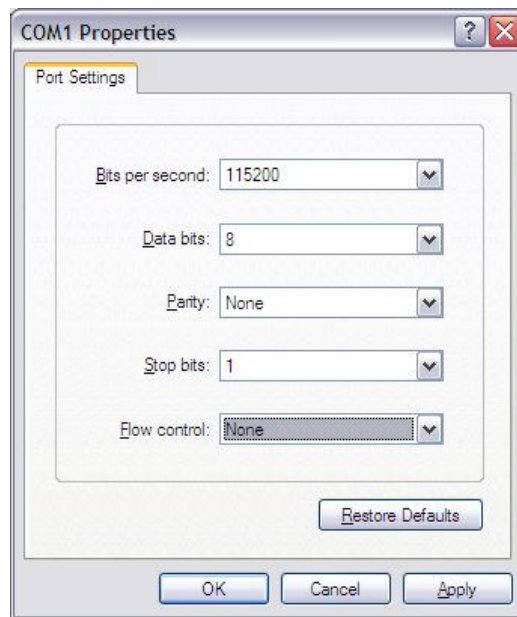 COM1 Properties
Port Settings
Bits per second: 115200
Data bits: 8
Parity: None
Stop bits: 1
Flow control: None
Restore Defaults
OK Cancel Apply